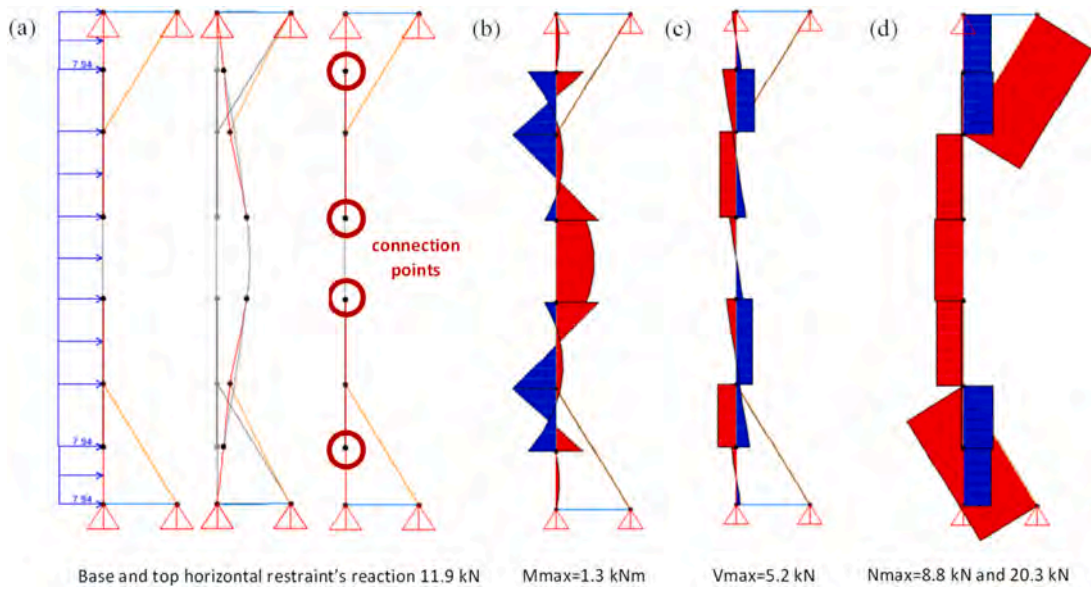 (a)
(b)
(c)
(d)
7.94
connection
points
7.94
7.94
Base and top horizontal restraint's reaction 11.9 kN
Mmax=1.3 kNm
Vmax=5.2 kN
Nmax=8.8 kN and 20.3 kN